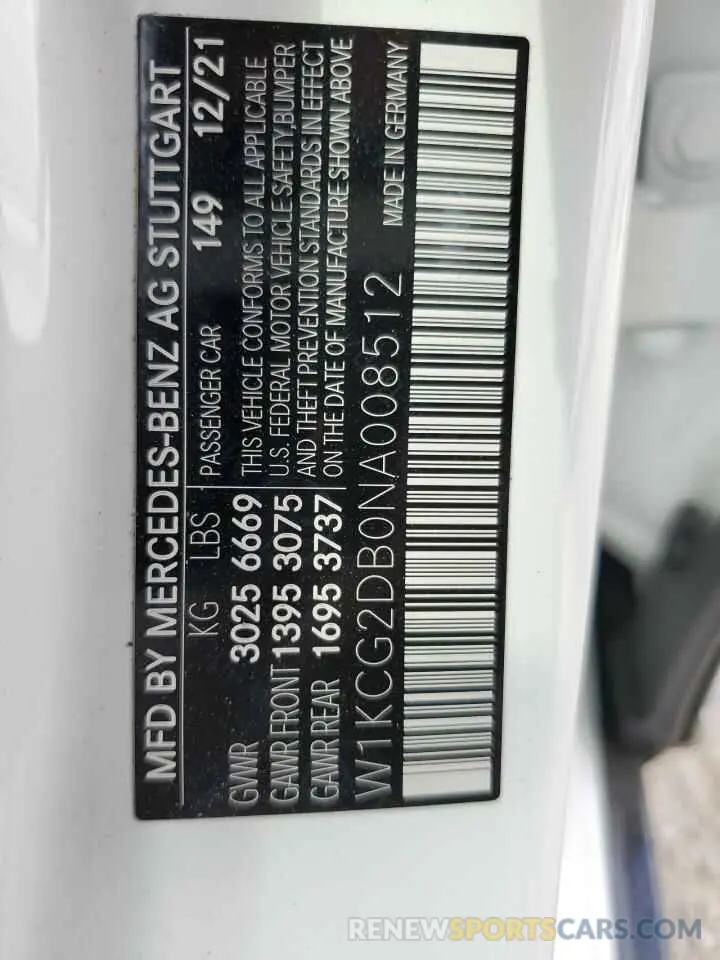 MFD BY MERCEDES-BENZ AG STUTTGART
KG LBS PASSENGER CAR 149 12/21
GVWR 3025 6669 THIS VEHICLE CONFORMS TO ALL APPLICABLE
GAWR FRONT 1395 3075 U.S. FEDERAL MOTOR VEHICLE SAFETY, BUMPER
GAWR REAR 1695 3737 AND THEFT PREVENTION STANDARDS IN EFFECT
ON THE DATE OF MANUFACTURE SHOWN ABOVE
W1KCG2DB0NA008512 MADE IN GERMANY
RENEWSPORTSCARS.COM